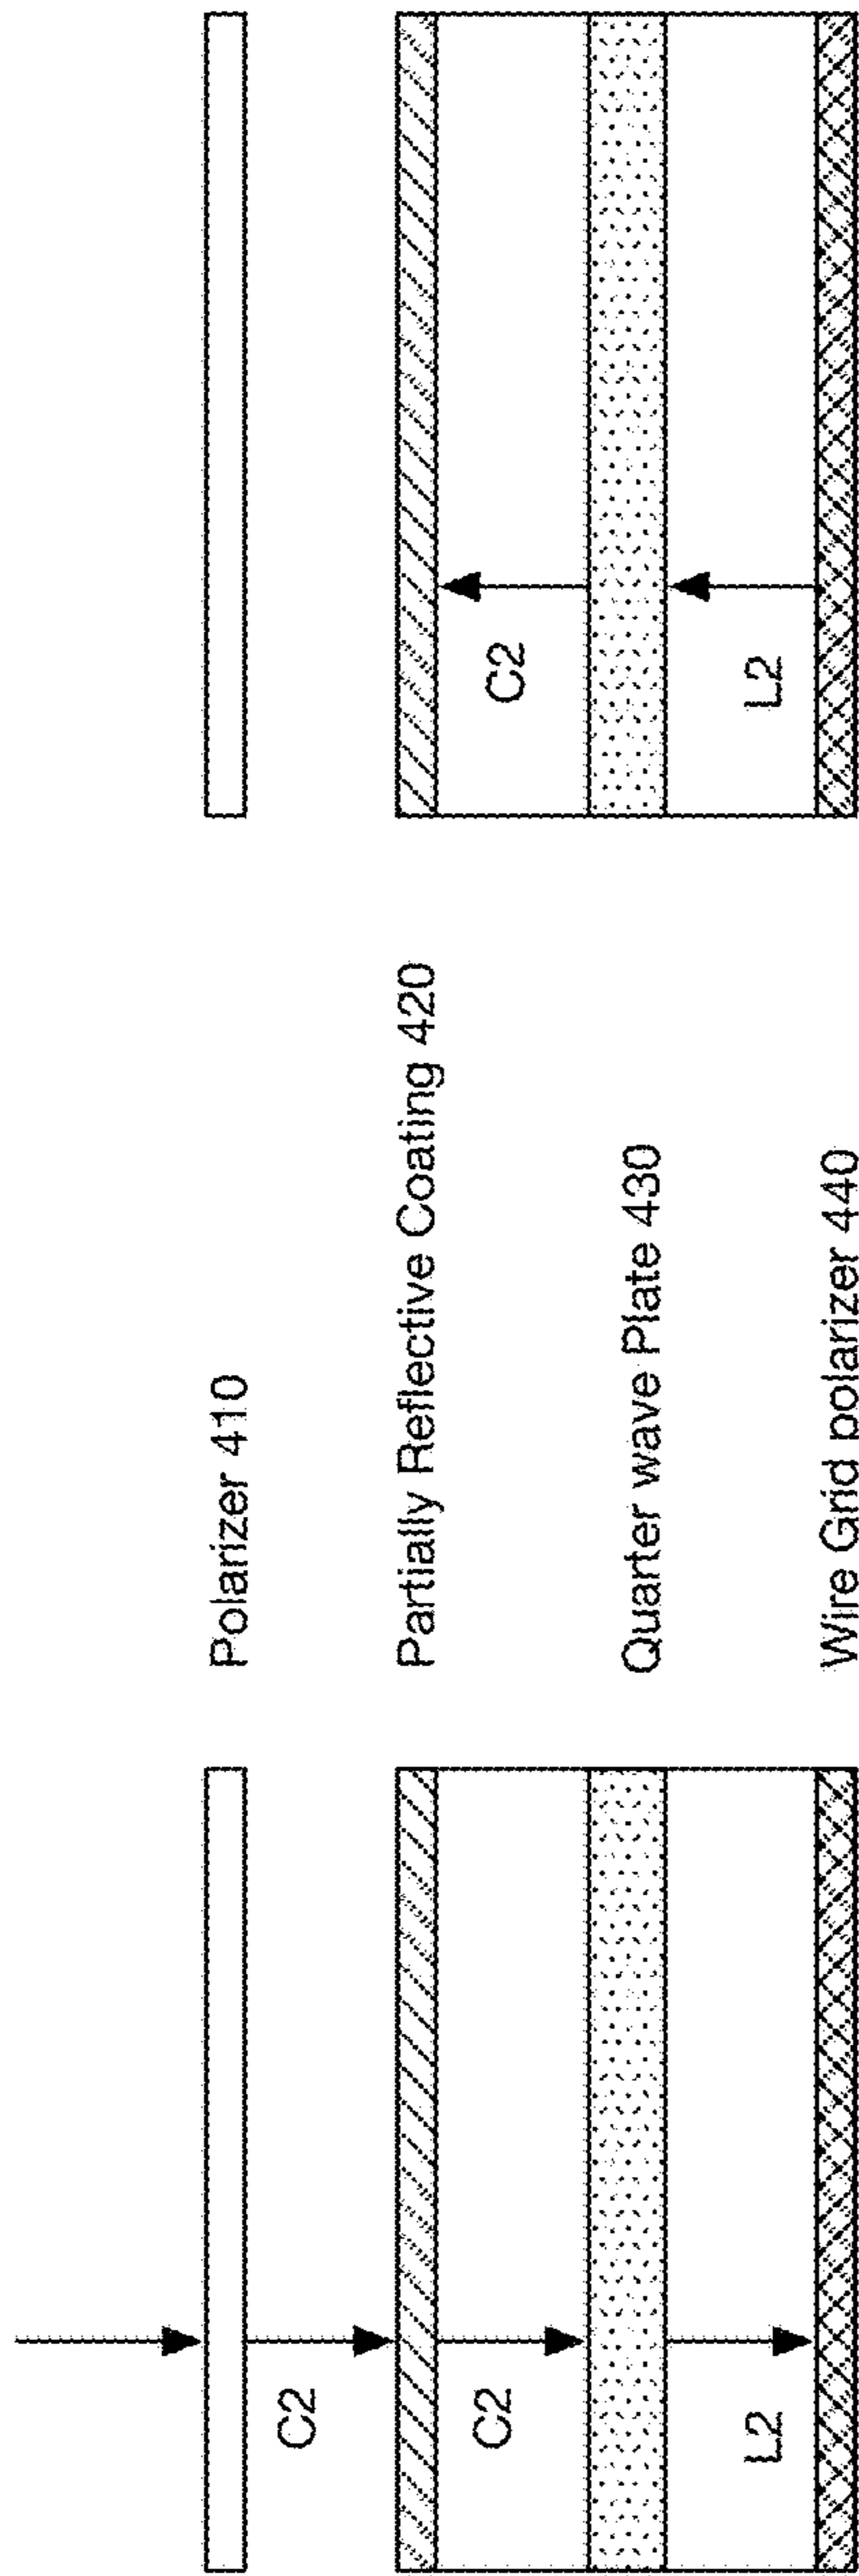 Polarizer 410
C2
Partially Reflective Coating 420
C2
C2
Quarter wave Plate 430
L2
L2
Wire Grid polarizer 440